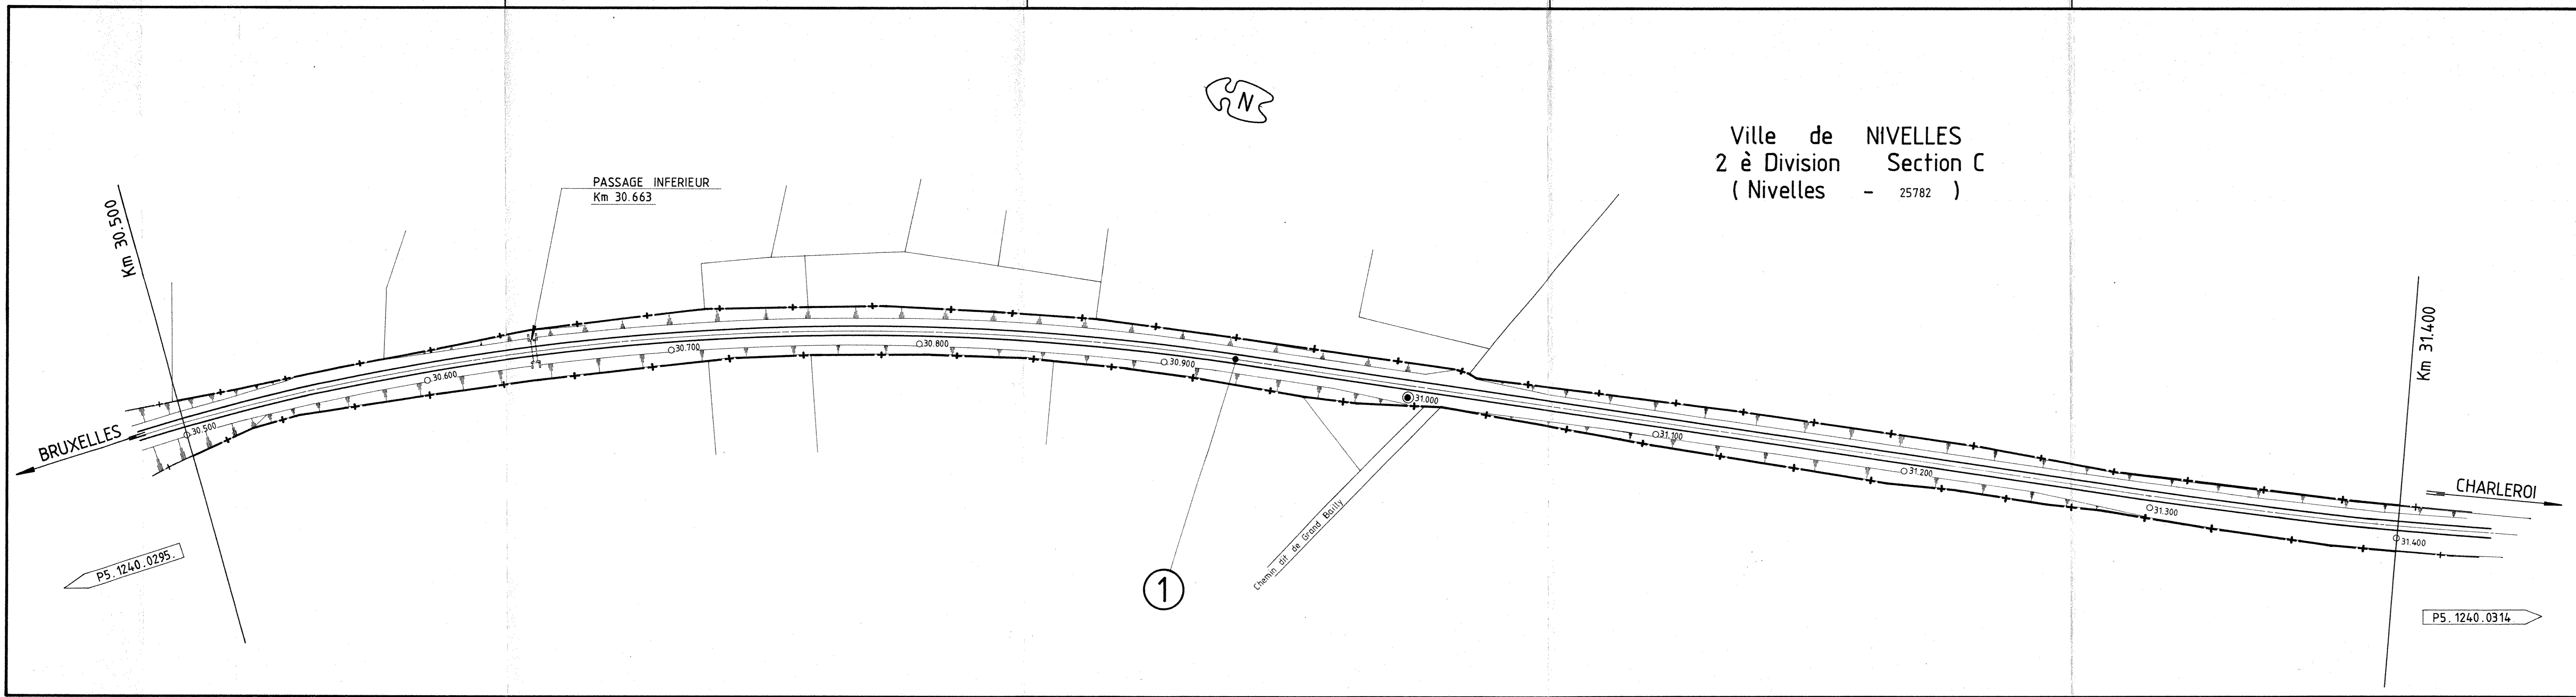 N
Ville de NIVELLES
2 è Division Section C
( Nivelles - 25782 )
PASSAGE INFERIEUR
Km 30.663
Km 30.500
Km 31.400
30.500
30.600
30.700
30.800
30.900
31.000
31.100
31.200
31.300
31.400
BRUXELLES
CHARLEROI
Chemin dit de Grand Bailly
P5.1240.0295.
1
P5.1240.0314